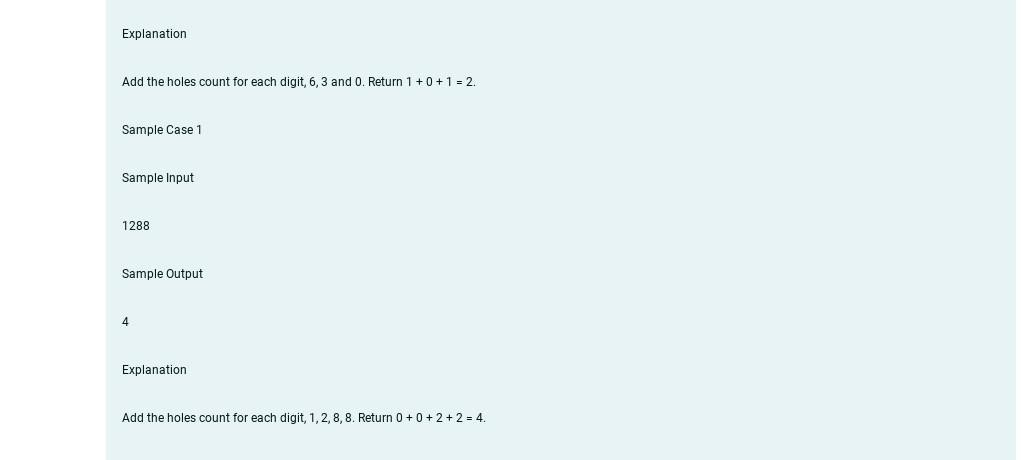 Explanation
Add the holes count for each digit, 6, 3 and 0. Return 1 + 0 + 1 = 2.
Sample Case 1
Sample Input
1288
Sample Output
4
Explanation
Add the holes count for each digit, 1, 2, 8, 8. Return 0 + 0 + 2 + 2 = 4.